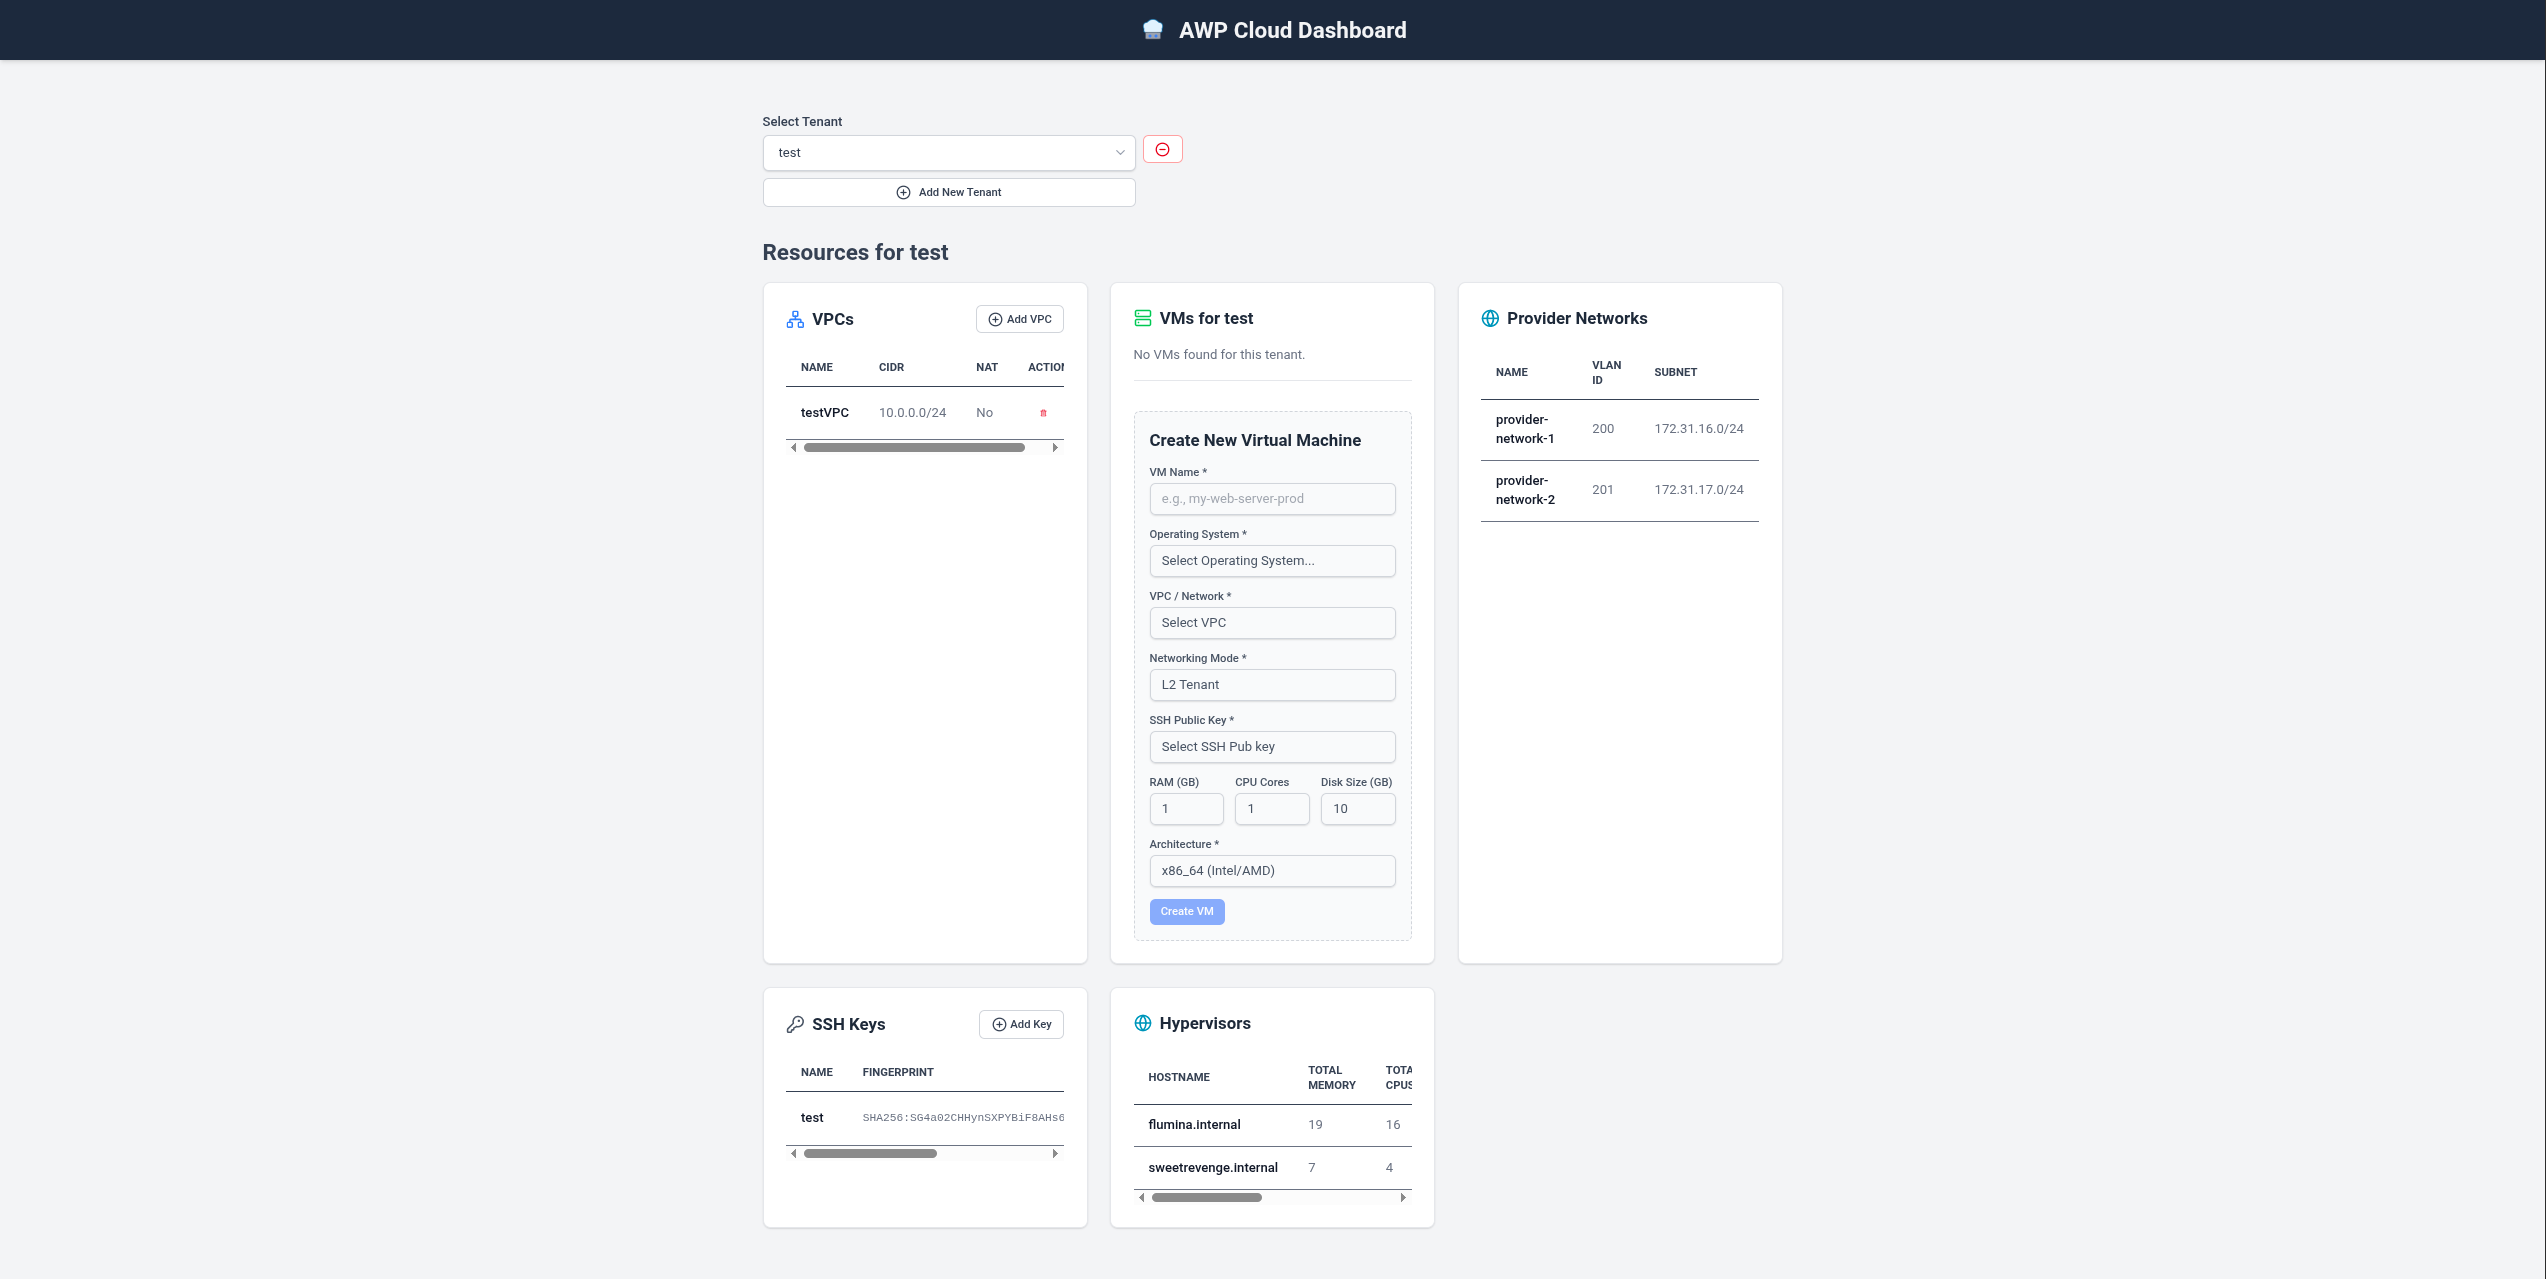 AWP Cloud Dashboard
Select Tenant
test
Add New Tenant
Resources for test
VPCs
Add VPC
NAME CIDR NAT ACTION
testVPC 10.0.0.0/24 No
VMs for test
No VMs found for this tenant.
Create New Virtual Machine
VM Name *
e.g., my-web-server-prod
Operating System *
Select Operating System...
VPC / Network *
Select VPC
Networking Mode *
L2 Tenant
SSH Public Key *
Select SSH Pub key
RAM (GB) CPU Cores Disk Size (GB)
1 1 10
Architecture *
x86_64 (Intel/AMD)
Create VM
Provider Networks
NAME VLAN ID SUBNET
provider-network-1 200 172.31.16.0/24
provider-network-2 201 172.31.17.0/24
SSH Keys
Add Key
NAME FINGERPRINT
test SHA256:SG4a02CHHynSXPYBiF8AHs6
Hypervisors
HOSTNAME TOTAL MEMORY TOTA CPUS
flumina.internal 19 16
sweetrevenge.internal 7 4